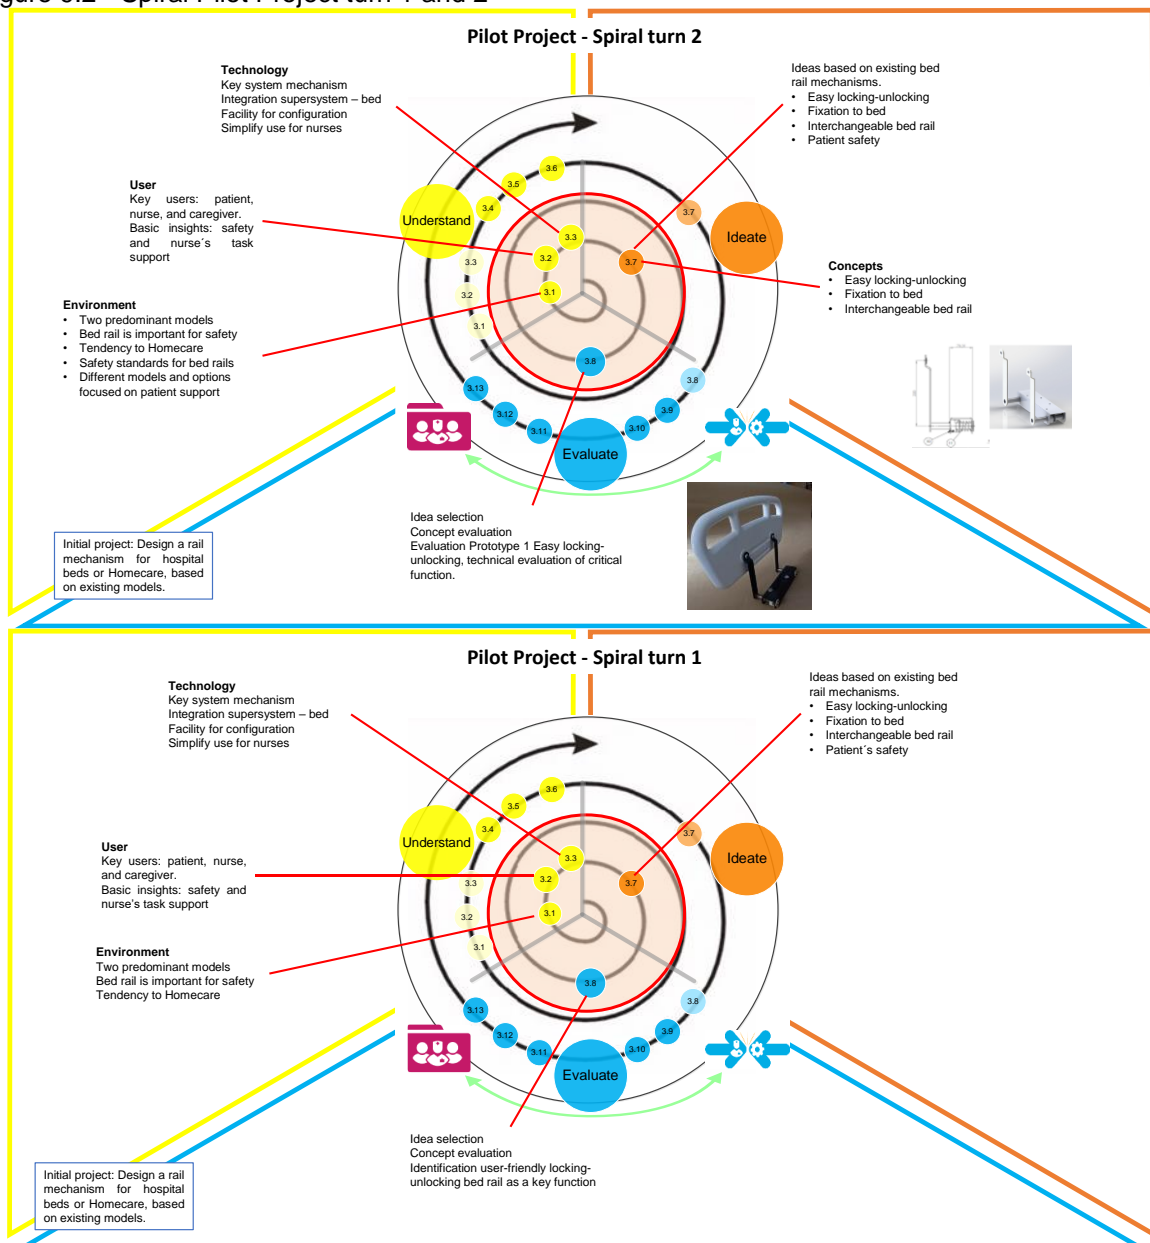 Pilot Project - Spiral turn 2
Technology
Key system mechanism
Integration supersystem – bed
Facility for configuration
Simplify use for nurses
Ideas based on existing bed
rail mechanisms.
• Easy locking-unlocking
• Fixation to bed
• Interchangeable bed rail
• Patient safety
User
Key users: patient,
nurse, and caregiver.
Basic insights: safety
and nurse´s task
support
Environment
• Two predominant models
• Bed rail is important for safety
• Tendency to Homecare
• Safety standards for bed rails
• Different models and options
focused on patient support
3.6
3.5
3.4
Understand
3.3
3.2
3.1
3.3
3.2
3.1
3.7
3.7
Ideate
Concepts
• Easy locking-unlocking
• Fixation to bed
• Interchangeable bed rail
3.8
3.8
3.13
3.12
3.11
3.10
3.9
Evaluate
Idea selection
Concept evaluation
Evaluation Prototype 1 Easy locking-
unlocking, technical evaluation of critical
function.
Initial project: Design a rail
mechanism for hospital
beds or Homecare, based
on existing models.
Pilot Project - Spiral turn 1
Technology
Key system mechanism
Integration supersystem – bed
Facility for configuration
Simplify use for nurses
Ideas based on existing bed
rail mechanisms.
• Easy locking-unlocking
• Fixation to bed
• Interchangeable bed rail
• Patient´s safety
User
Key users: patient, nurse,
and caregiver.
Basic insights: safety and
nurse's task support
Environment
Two predominant models
Bed rail is important for safety
Tendency to Homecare
3.6
3.5
3.4
Understand
3.3
3.2
3.1
3.3
3.2
3.1
3.7
3.7
Ideate
3.8
3.8
3.13
3.12
3.11
3.10
3.9
Evaluate
Idea selection
Concept evaluation
Identification user-friendly locking-
unlocking bed rail as a key function
Initial project: Design a rail
mechanism for hospital
beds or Homecare, based
on existing models.